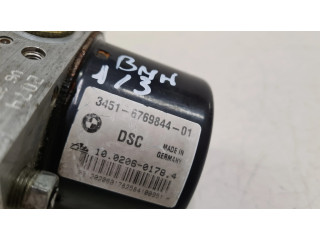 BMW
1/3
3451-6769844-01
DSC
MADE IN
GERMANY
10.0206-0178.4